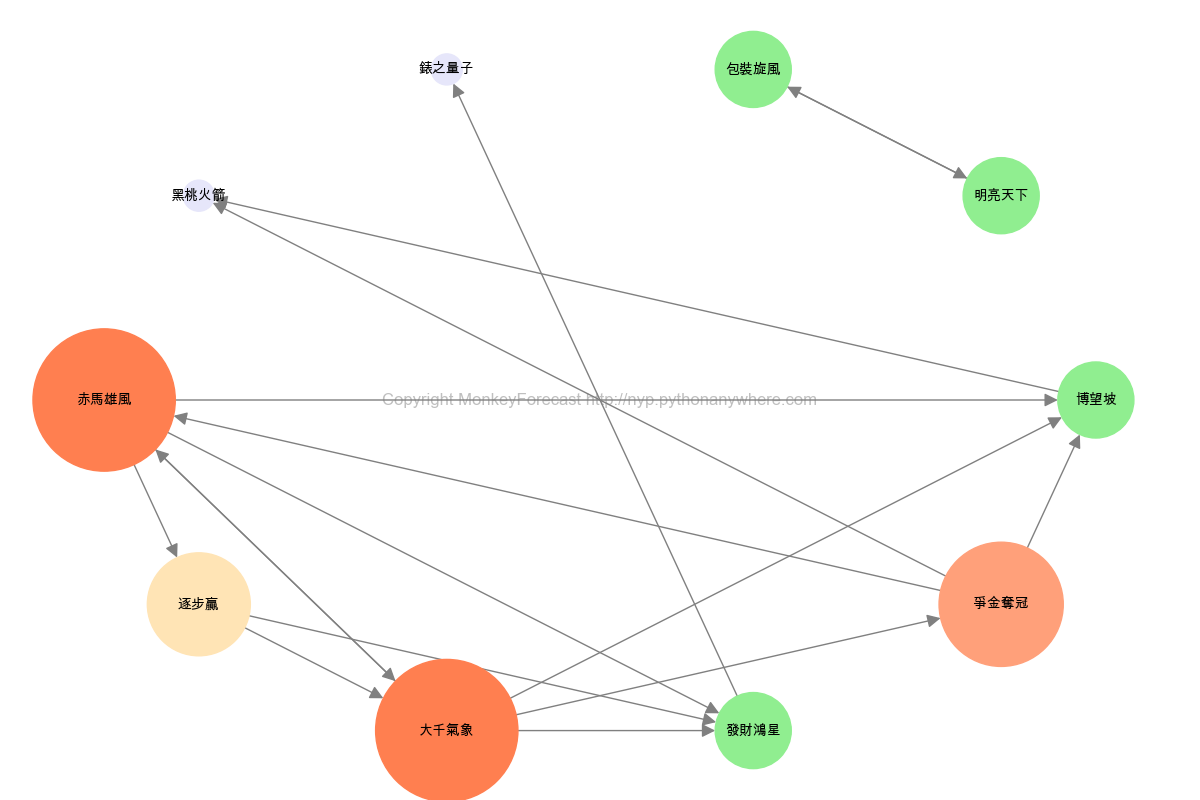 錶之量子
包裝旋風
黑桃火箭
明亮天下
赤馬雄風
Copyright MonkeyForecast http://nyp.pythonanywhere.com
博望坡
逐步贏
爭金奪冠
大千氣象
發財鴻星